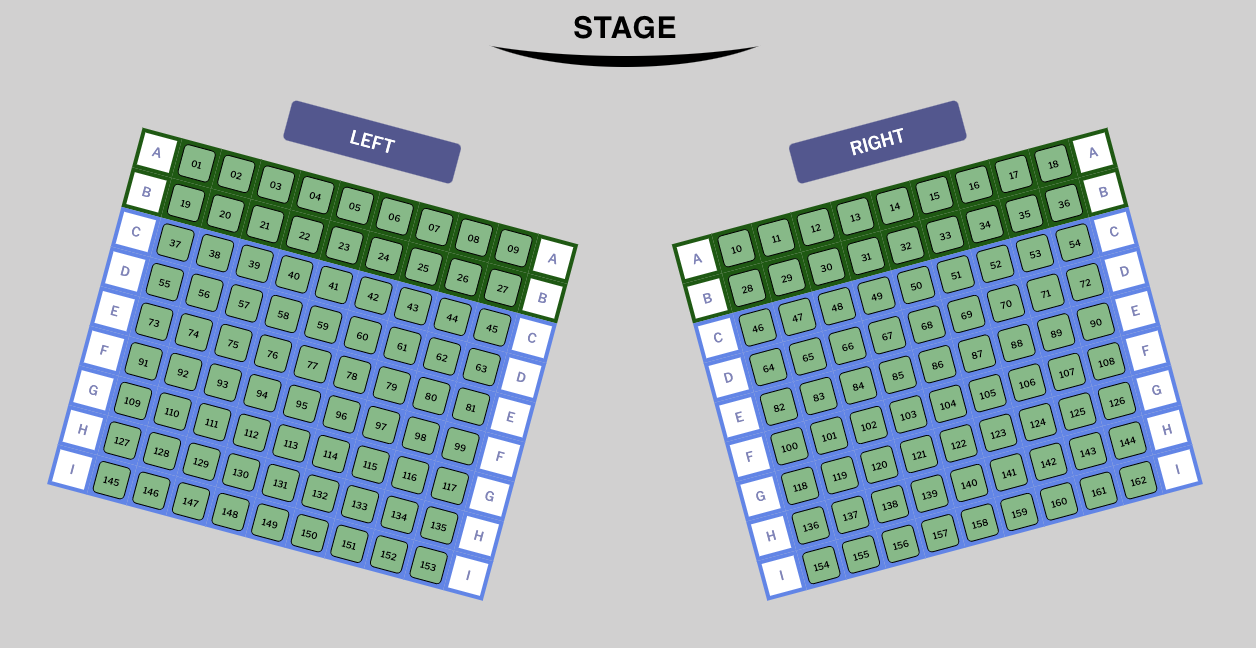 STAGE
LEFT
A 01 02 03 04 05 06 07 08 09 A
B 19 20 21 22 23 24 25 26 27 B
C 37 38 39 40 41 42 43 44 45 C
D 55 56 57 58 59 60 61 62 63 D
E 73 74 75 76 77 78 79 80 81 E
F 91 92 93 94 95 96 97 98 99 F
G 109 110 111 112 113 114 115 116 117 G
H 127 128 129 130 131 132 133 134 135 H
I 145 146 147 148 149 150 151 152 153 I
RIGHT
A 10 11 12 13 14 15 16 17 18 A
B 28 29 30 31 32 33 34 35 36 B
C 46 47 48 49 50 51 52 53 54 C
D 64 65 66 67 68 69 70 71 72 D
E 82 83 84 85 86 87 88 89 90 E
F 100 101 102 103 104 105 106 107 108 F
G 118 119 120 121 122 123 124 125 126 G
H 136 137 138 139 140 141 142 143 144 H
I 154 155 156 157 158 159 160 161 162 I